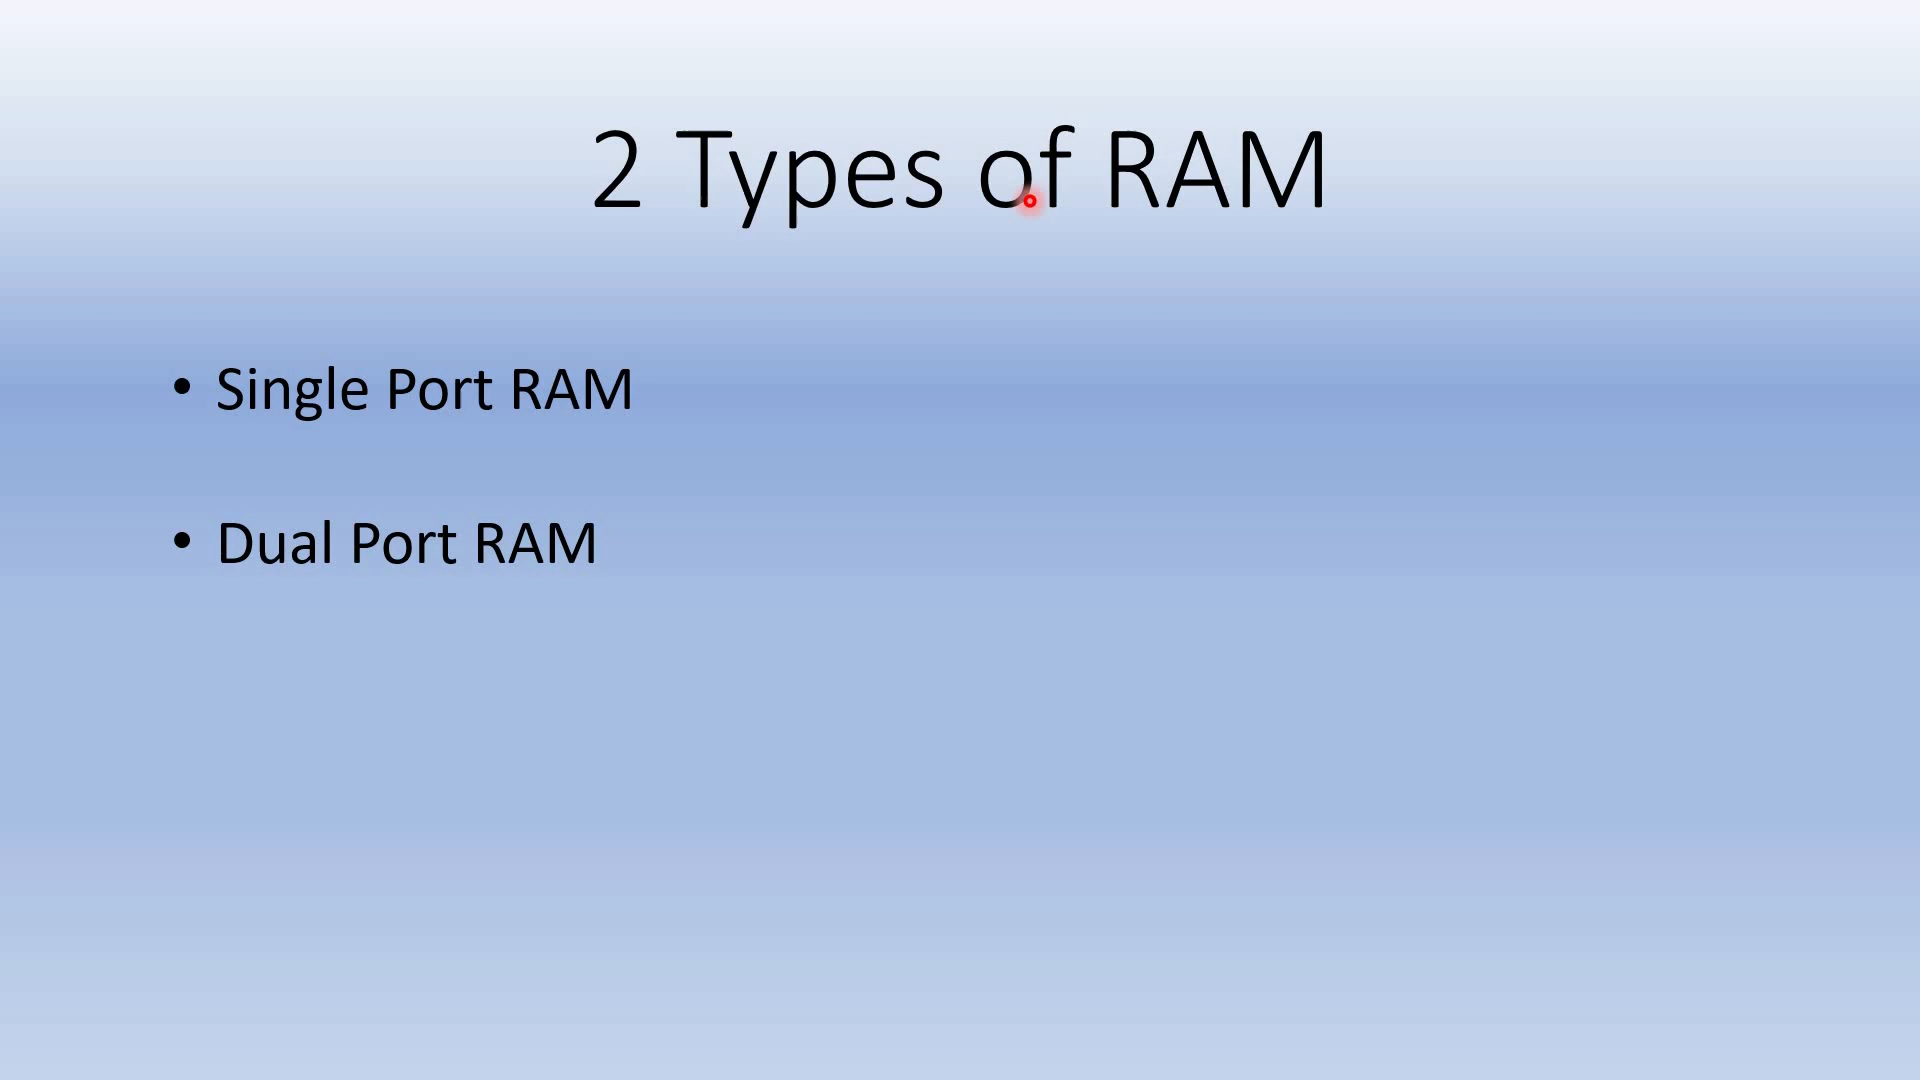 2 Types of RAM
• Single Port RAM
• Dual Port RAM